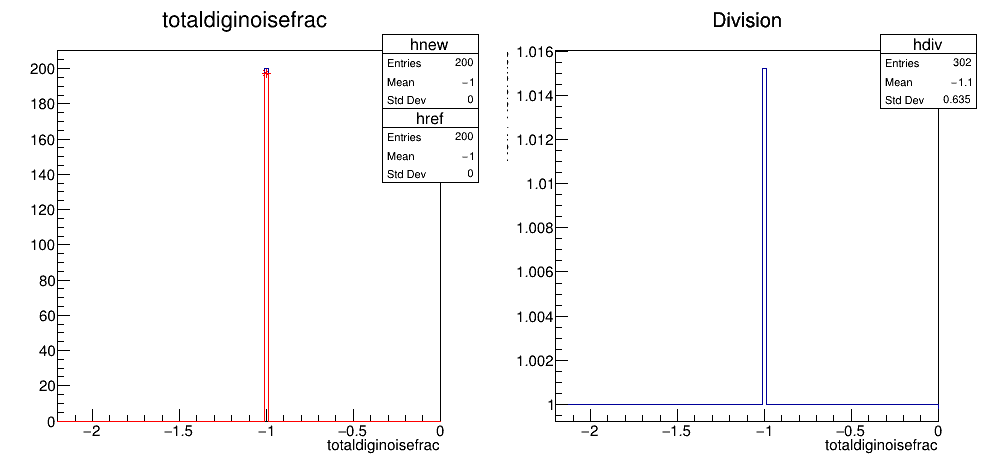 totaldiginoisefrac
hnew
Entries 200
Mean −1
Std Dev 0
href
Entries 200
Mean −1
Std Dev 0
200
180
160
140
120
100
80
60
40
20
0
−2 −1.5 −1 −0.5 0
totaldiginoisefrac
Division
hdiv
Entries 302
Mean −1.1
Std Dev 0.635
1.016
1.014
1.012
1.01
1.008
1.006
1.004
1.002
1
−2 −1.5 −1 −0.5 0
totaldiginoisefrac